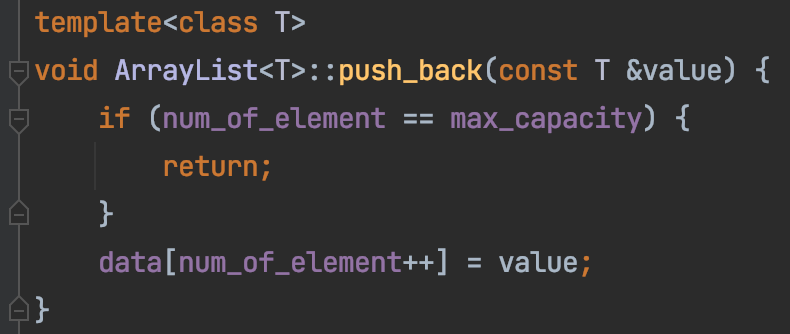 template<class T>
void ArrayList<T>::push_back(const T &value) {
    if (num_of_element == max_capacity) {
        return;
    }
    data[num_of_element++] = value;
}